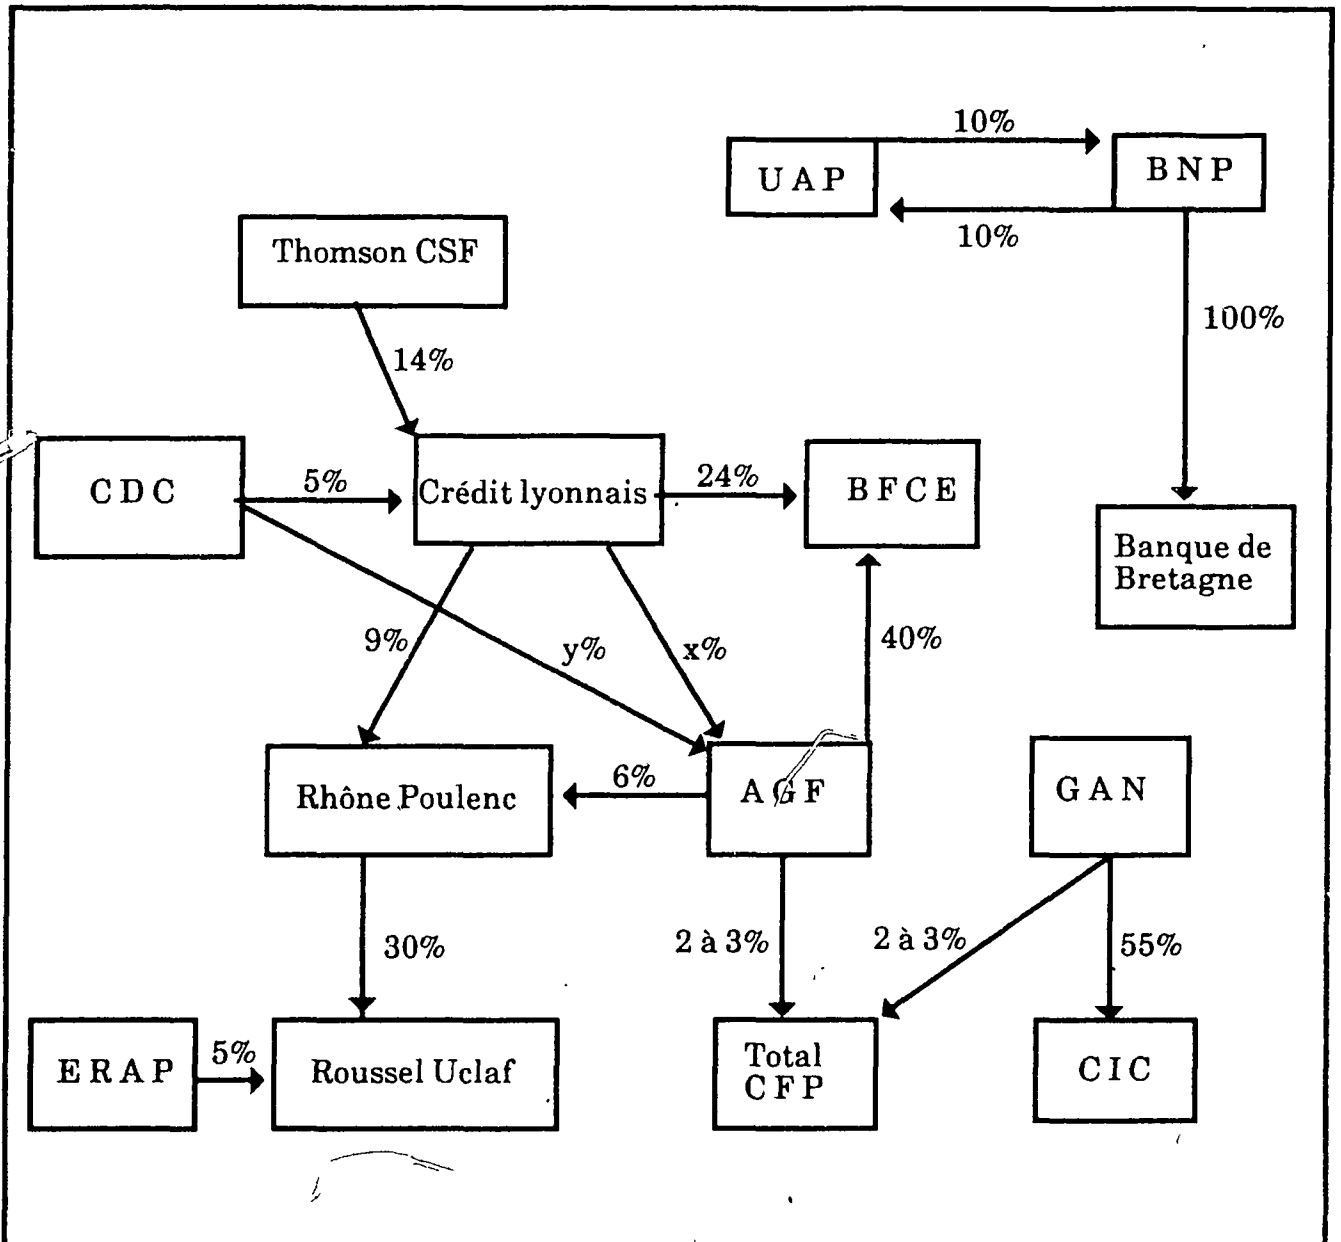 10%
UAP
BNP
10%
Thomson CSF
100%
14%
CDC
5%
Crédit lyonnais
24%
BFCE
Banque de
Bretagne
9%
y%
x%
40%
Rhône Poulenc
6%
AGF
GAN
30%
2 à 3%
2 à 3%
55%
ERAP
5%
Roussel Uclaf
Total
CFP
CIC